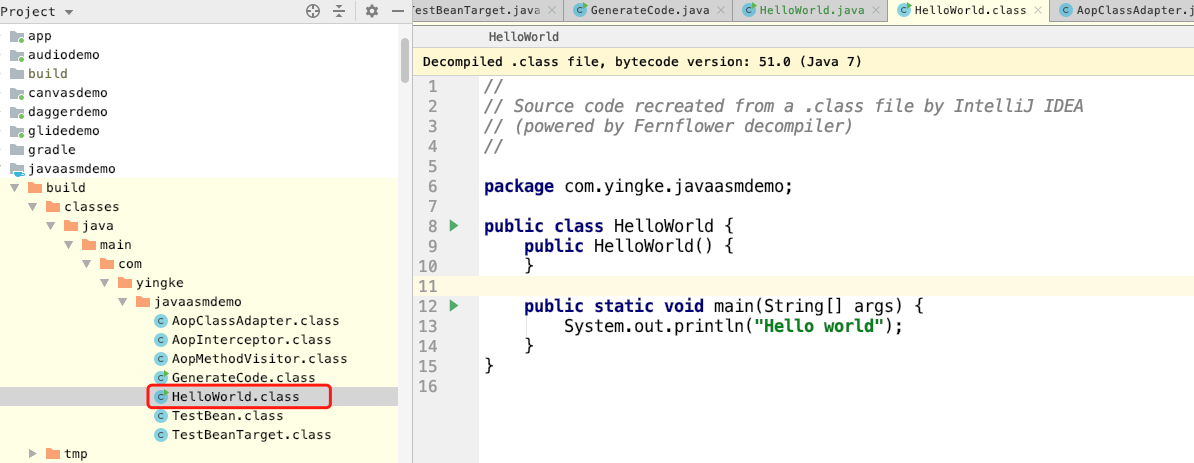 Project
TestBeanTarget.java
GenerateCode.java
HelloWorld.java
HelloWorld.class
AopClassAdapter.j
app
audiodemo
build
canvasdemo
daggerdemo
glidedemo
gradle
javaasmdemo
build
classes
java
main
com
yingke
javaasmdemo
AopClassAdapter.class
AopInterceptor.class
AopMethodVisitor.class
GenerateCode.class
HelloWorld.class
TestBean.class
TestBeanTarget.class
tmp
HelloWorld
Decompiled .class file, bytecode version: 51.0 (Java 7)
1 //
2 // Source code recreated from a .class file by IntelliJ IDEA
3 // (powered by Fernflower decompiler)
4 //
5
6 package com.yingke.javaasmdemo;
7
8 public class HelloWorld {
9 public HelloWorld() {
10 }
11
12 public static void main(String[] args) {
13 System.out.println("Hello world");
14 }
15 }
16